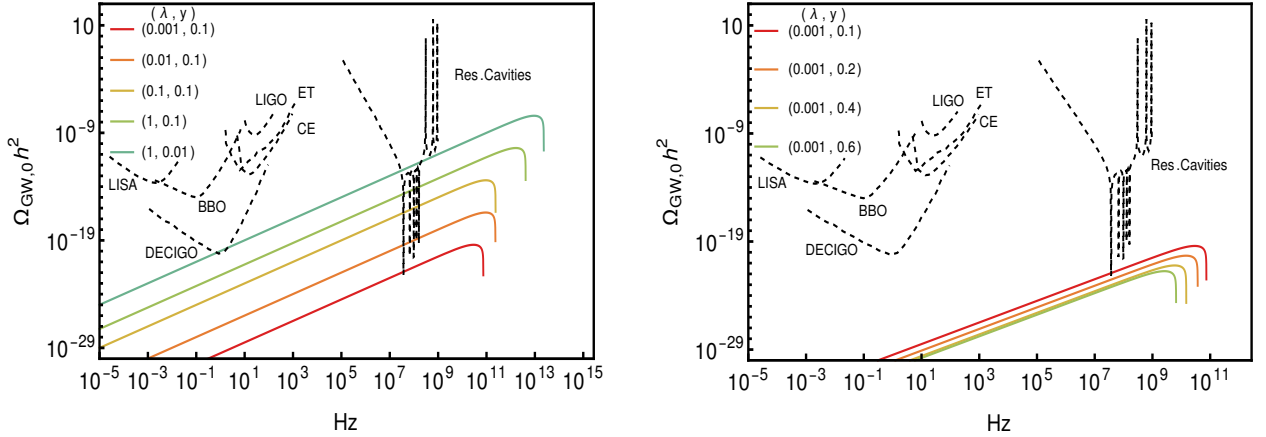 ( λ , y )
(0.001 , 0.1)
(0.01 , 0.1)
(0.1 , 0.1)
(1 , 0.1)
(1 , 0.01)
LISA
BBO
DECIGO
LIGO
ET
CE
Res .Cavities
10
10^-9
10^-19
10^-29
Ω_GW,0 h^2
10^-5 10^-3 10^-1 10^1 10^3 10^5 10^7 10^9 10^11 10^13 10^15
Hz
( λ , y )
(0.001 , 0.1)
(0.001 , 0.2)
(0.001 , 0.4)
(0.001 , 0.6)
LISA
BBO
DECIGO
LIGO
ET
CE
Res .Cavities
10
10^-9
10^-19
10^-29
Ω_GW,0 h^2
10^-5 10^-3 10^-1 10^1 10^3 10^5 10^7 10^9 10^11
Hz